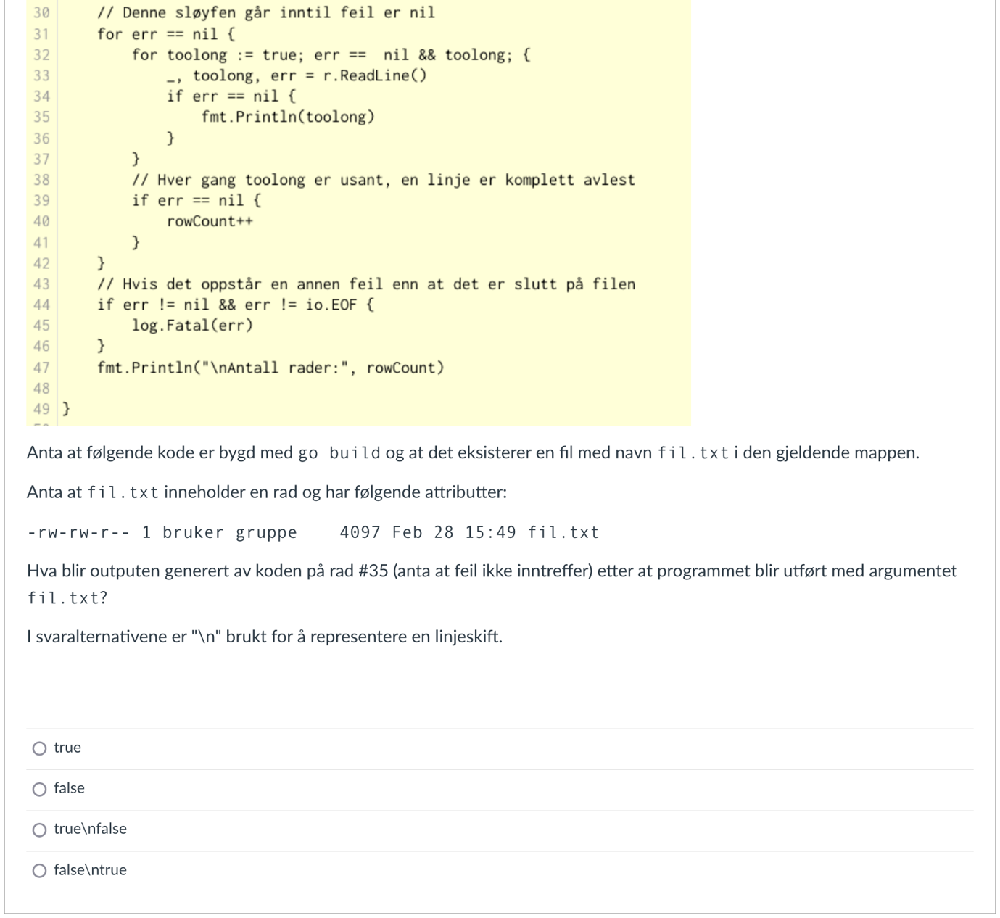 30 // Denne sløyfen går inntil feil er nil
31 for err == nil {
32 for toolong := true; err ==  nil && toolong; {
33 _, toolong, err = r.ReadLine()
34 if err == nil {
35 fmt.Println(toolong)
36 }
37 }
38 // Hver gang toolong er usant, en linje er komplett avlest
39 if err == nil {
40 rowCount++
41 }
42 }
43 // Hvis det oppstår en annen feil enn at det er slutt på filen
44 if err != nil && err != io.EOF {
45 log.Fatal(err)
46 }
47 fmt.Println("\nAntall rader:", rowCount)
48
49 }
Anta at følgende kode er bygd med go build og at det eksisterer en fil med navn fil.txt i den gjeldende mappen.
Anta at fil.txt inneholder en rad og har følgende attributter:
-rw-rw-r-- 1 bruker gruppe    4097 Feb 28 15:49 fil.txt
Hva blir outputen generert av koden på rad #35 (anta at feil ikke inntreffer) etter at programmet blir utført med argumentet
fil.txt?
I svaralternativene er "\n" brukt for å representere en linjeskift.
true
false
true\nfalse
false\ntrue